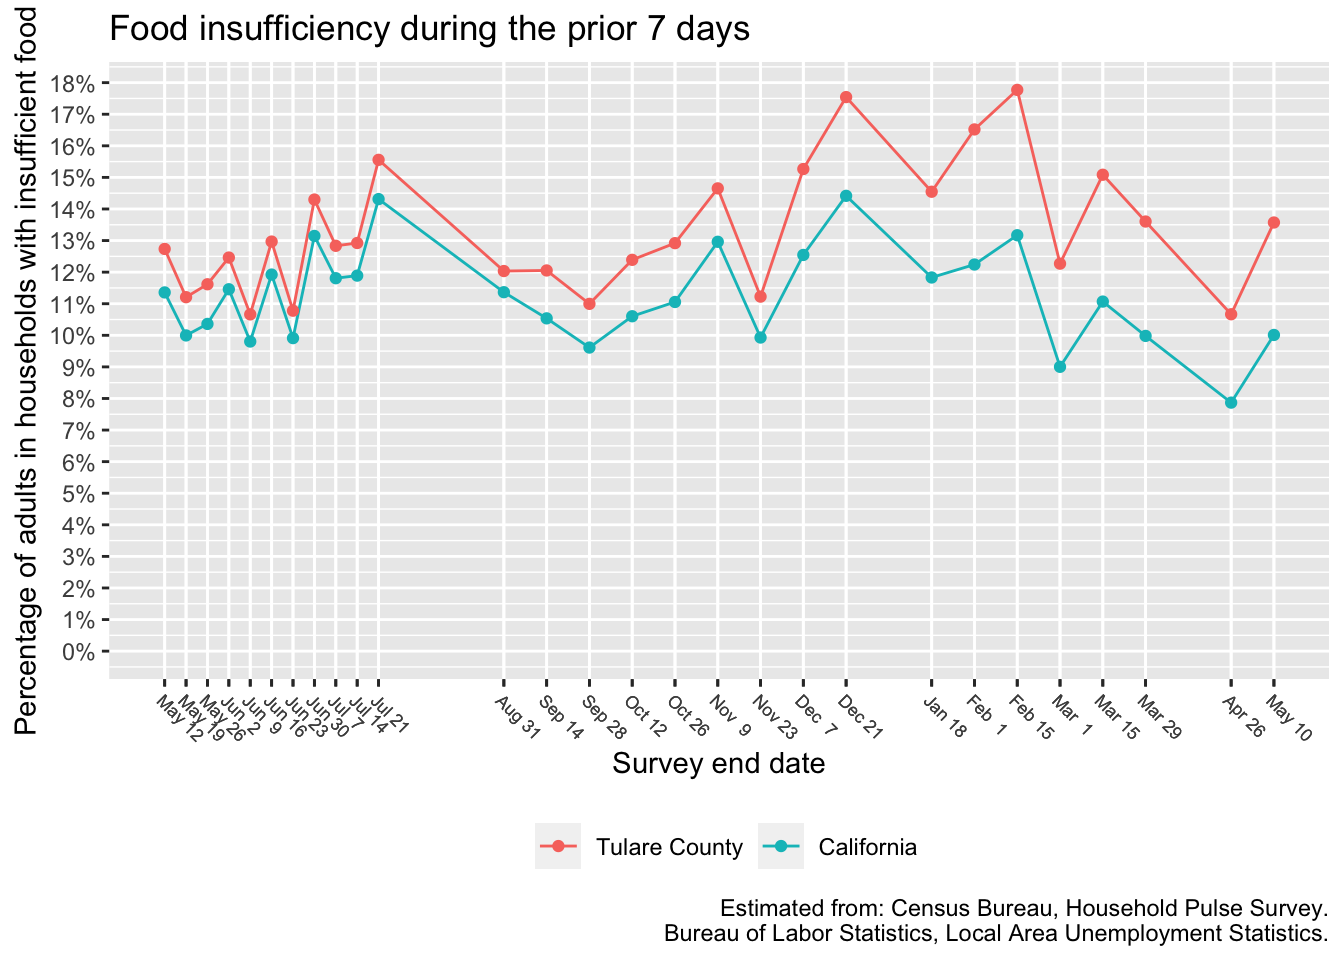 Food insufficiency during the prior 7 days
Percentage of adults in households with insufficient food
18%
17%
16%
15%
14%
13%
12%
11%
10%
9%
8%
7%
6%
5%
4%
3%
2%
1%
0%
May 12
May 19
May 26
Jun 2
Jun 9
Jun 16
Jun 23
Jun 30
Jul 7
Jul 14
Jul 21
Aug 31
Sep 14
Sep 28
Oct 12
Oct 26
Nov 9
Nov 23
Dec 7
Dec 21
Jan 18
Feb 1
Feb 15
Mar 1
Mar 15
Mar 29
Apr 26
May 10
Survey end date
Tulare County
California
Estimated from: Census Bureau, Household Pulse Survey.
Bureau of Labor Statistics, Local Area Unemployment Statistics.